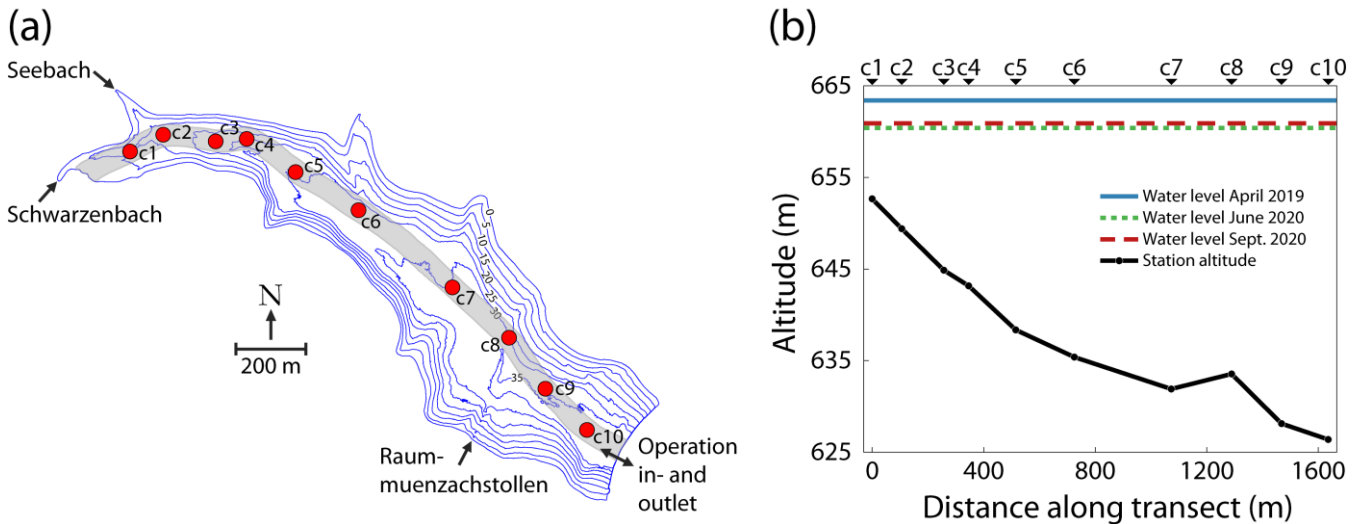 (a)
Seebach
c1
c2
c3
c4
c5
c6
c7
c8
c9
c10
0
5
10
15
20
25
30
35
Schwarzenbach
N
200 m
Raum-
muenzachstollen
Operation
in- and
outlet
(b)
c1 c2 c3 c4 c5 c6 c7 c8 c9 c10
665
655
645
635
625
Altitude (m)
Water level April 2019
Water level June 2020
Water level Sept. 2020
Station altitude
0 400 800 1200 1600
Distance along transect (m)